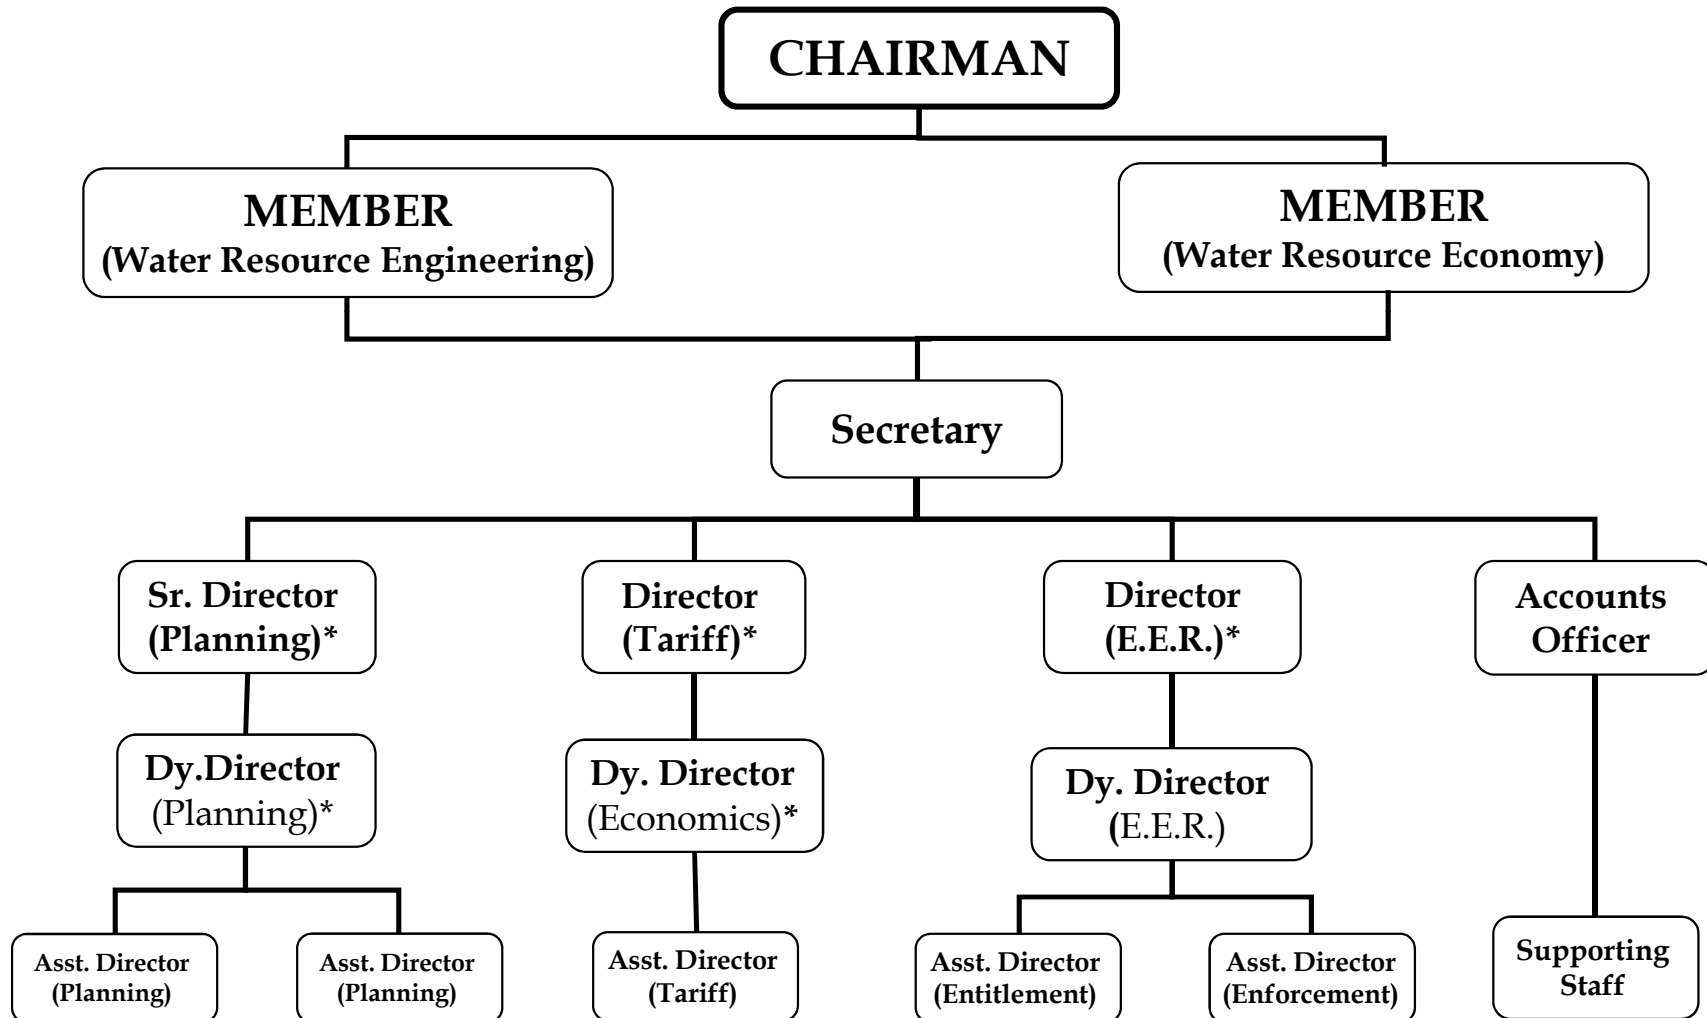 CHAIRMAN
MEMBER
(Water Resource Engineering)
MEMBER
(Water Resource Economy)
Secretary
Sr. Director
(Planning)*
Director
(Tariff)*
Director
(E.E.R.)*
Accounts
Officer
Dy.Director
(Planning)*
Dy. Director
(Economics)*
Dy. Director
(E.E.R.)
Asst. Director
(Planning)
Asst. Director
(Planning)
Asst. Director
(Tariff)
Asst. Director
(Entitlement)
Asst. Director
(Enforcement)
Supporting
Staff